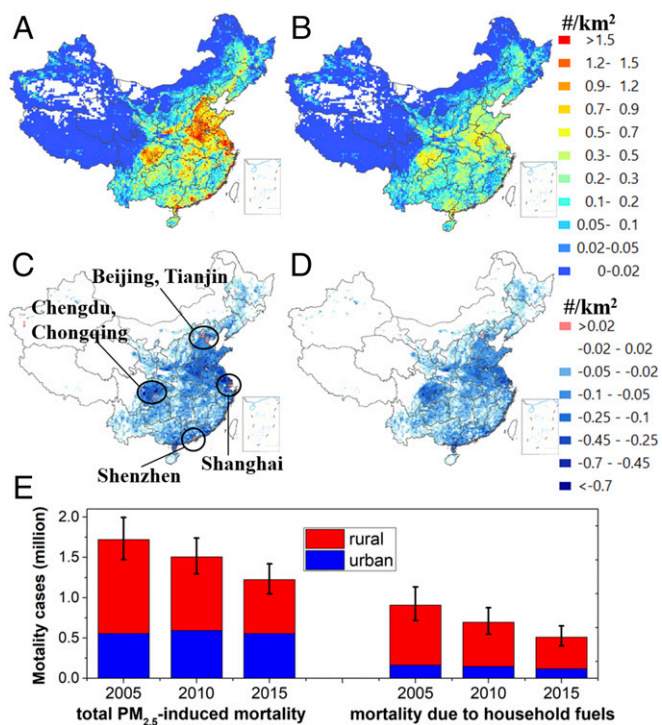 A
B
#/km²
>1.5
1.2- 1.5
0.9- 1.2
0.7- 0.9
0.5- 0.7
0.3- 0.5
0.2- 0.3
0.1- 0.2
0.05- 0.1
0.02-0.05
0-0.02
C
Beijing, Tianjin
Chengdu,
Chongqing
Shenzhen
Shanghai
D
#/km²
>0.02
-0.02 - 0.02
-0.05 - -0.02
-0.1 - -0.05
-0.25 - -0.1
-0.45 - -0.25
-0.7 - -0.45
<-0.7
E
Motality cases (million)
2.0
1.5
1.0
0.5
0.0
rural
urban
2005 2010 2015 2005 2010 2015
total PM2.5-induced mortality mortality due to household fuels